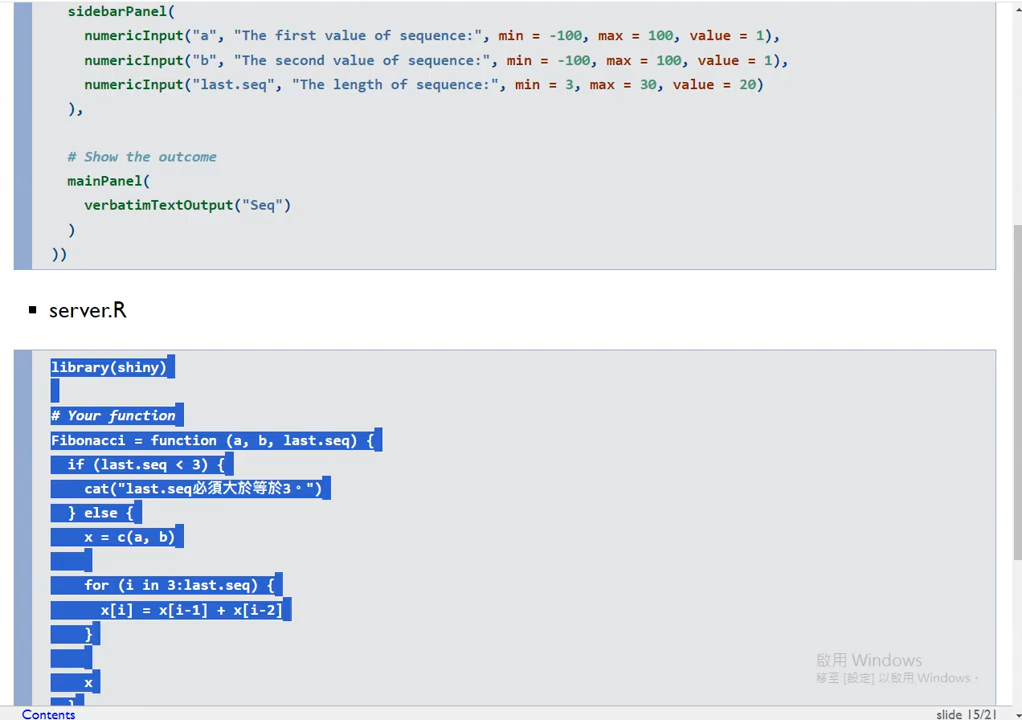 sidebarPanel(
numericInput("a", "The first value of sequence:", min = -100, max = 100, value = 1),
numericInput("b", "The second value of sequence:", min = -100, max = 100, value = 1),
numericInput("last.seq", "The length of sequence:", min = 3, max = 30, value = 20)
),
# Show the outcome
mainPanel(
verbatimTextOutput("Seq")
)
))
server.R
library(shiny)
# Your function
Fibonacci = function (a, b, last.seq) {
if (last.seq < 3) {
cat("last.seq必須大於等於3。")
} else {
x = c(a, b)
for (i in 3:last.seq) {
x[i] = x[i-1] + x[i-2]
}
x
}
啟用 Windows
移至 [設定] 以啟用 Windows。
Contents
slide 15/21